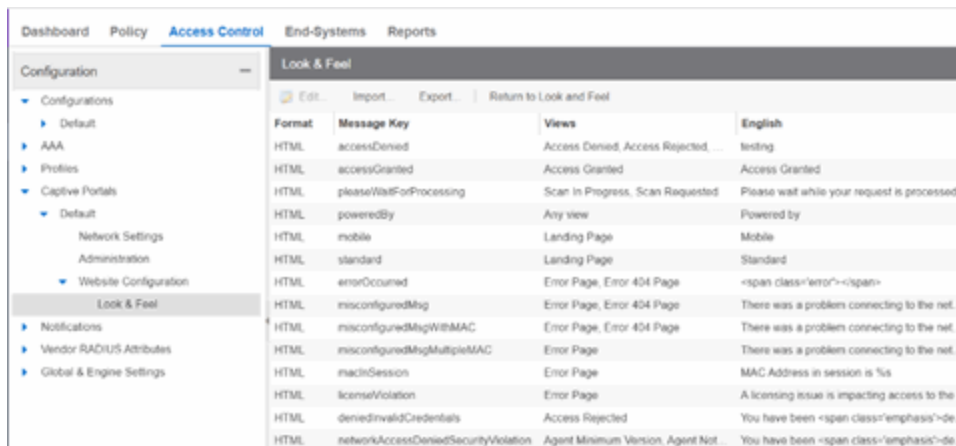 Dashboard Policy Access Control End-Systems Reports
Configuration
Configurations
Default
AAA
Profiles
Captive Portals
Default
Network Settings
Administration
Website Configuration
Look & Feel
Notifications
Vendor RADIUS Attributes
Global & Engine Settings
Look & Feel
Edit... Import... Export... Return to Look and Feel
Format Message Key Views English
HTML accessDenied Access Denied, Access Rejected, ... testing
HTML accessGranted Access Granted Access Granted
HTML pleaseWaitForProcessing Scan In Progress, Scan Requested Please wait while your request is processed
HTML poweredBy Any view Powered by
HTML mobile Landing Page Mobile
HTML standard Landing Page Standard
HTML errorOccurred Error Page, Error 404 Page <span class='error'></span>
HTML misconfiguredMsg Error Page, Error 404 Page There was a problem connecting to the net.
HTML misconfiguredMsgWithMAC Error Page, Error 404 Page There was a problem connecting to the net.
HTML misconfiguredMsgMultipleMAC Error Page There was a problem connecting to the net.
HTML macInSession Error Page MAC Address in session is %s
HTML licenseViolation Error Page A licensing issue is impacting access to the
HTML deniedInvalidCredentials Access Rejected You have been <span class='emphasis'>de
HTML networkAccessDeniedSecurityViolation Agent Minimum Version, Agent Not... You have been <span class='emphasis'>de